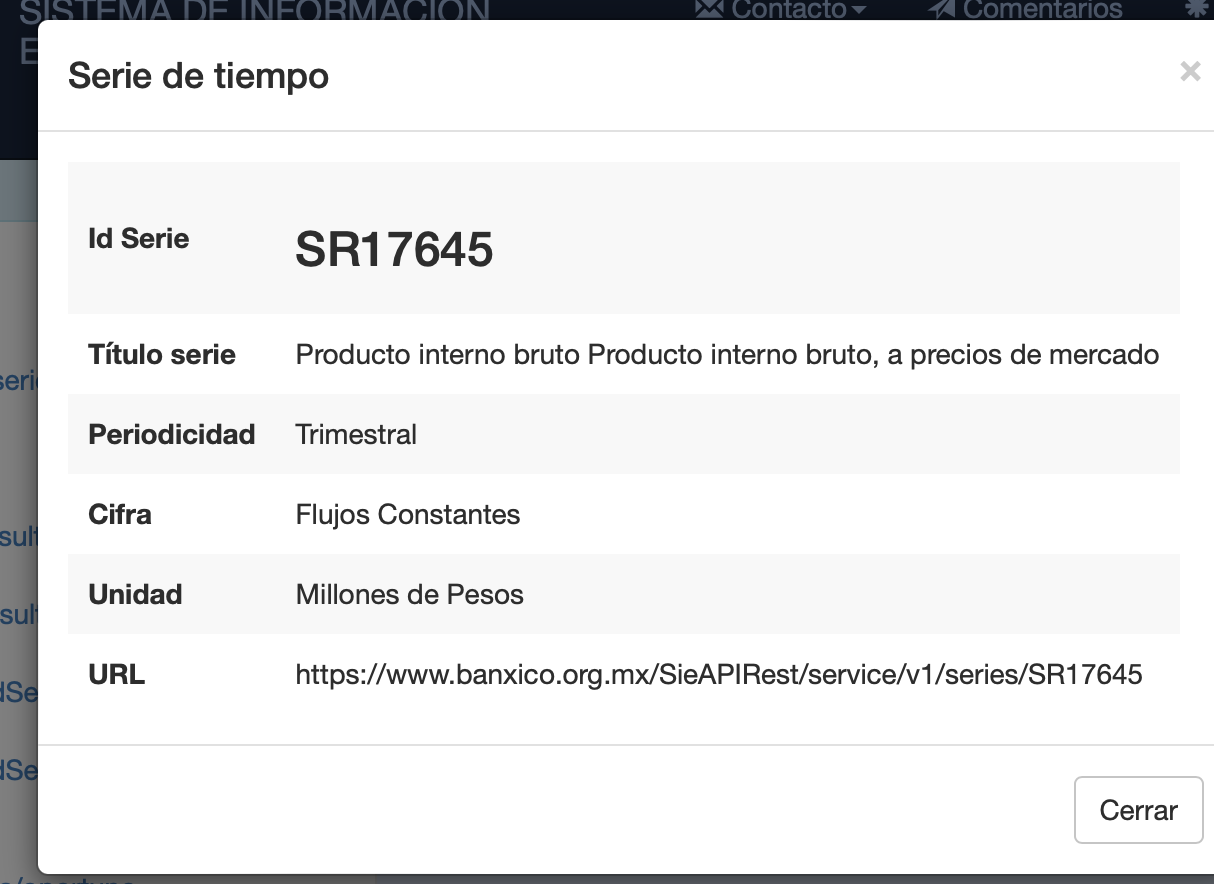 SISTEMA DE INFORMACIÓN
Contacto
Comentarios
E
Serie de tiempo
×
Id Serie SR17645
Título serie Producto interno bruto Producto interno bruto, a precios de mercado
Periodicidad Trimestral
Cifra Flujos Constantes
Unidad Millones de Pesos
URL https://www.banxico.org.mx/SieAPIRest/service/v1/series/SR17645
Cerrar